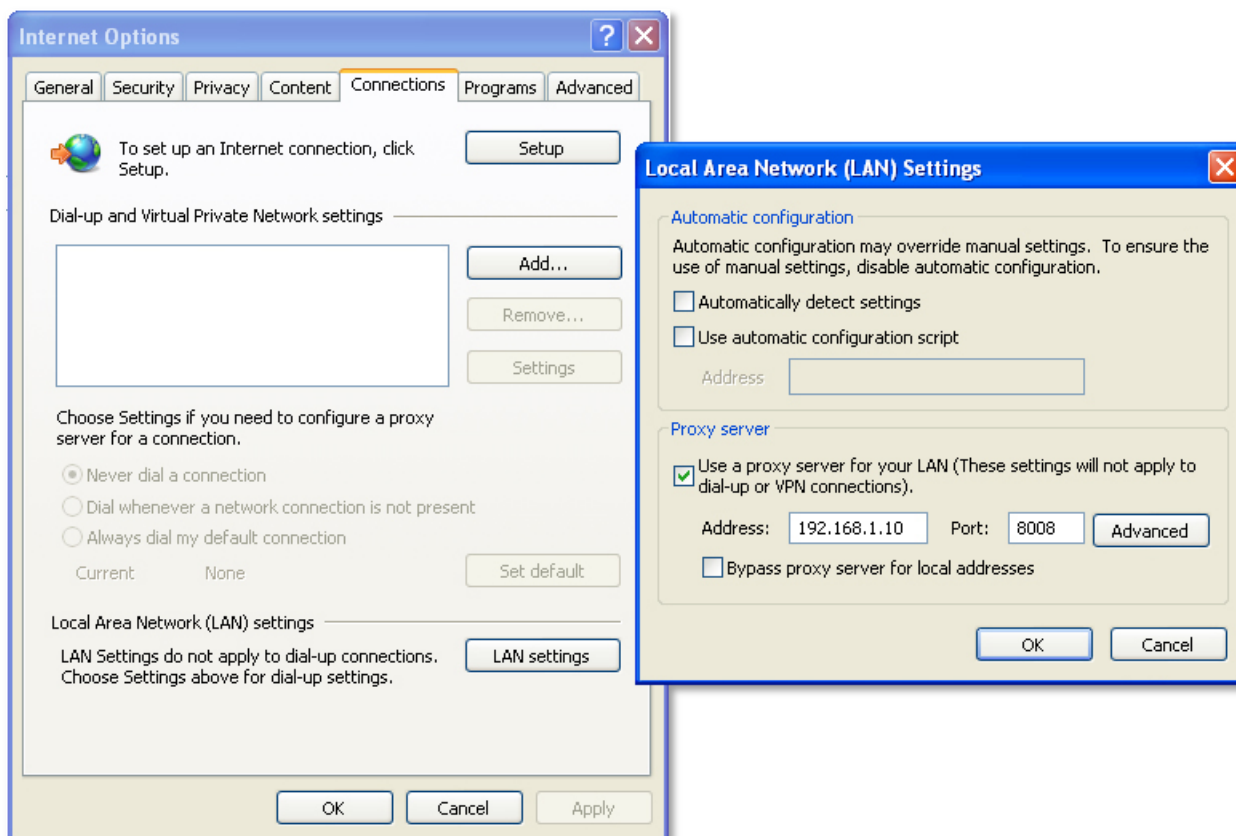 Internet Options
General Security Privacy Content Connections Programs Advanced
To set up an Internet connection, click
Setup.
Setup
Dial-up and Virtual Private Network settings
Add...
Remove...
Settings
Choose Settings if you need to configure a proxy
server for a connection.
Never dial a connection
Dial whenever a network connection is not present
Always dial my default connection
Current None
Set default
Local Area Network (LAN) settings
LAN Settings do not apply to dial-up connections.
Choose Settings above for dial-up settings.
LAN settings
OK Cancel Apply
Local Area Network (LAN) Settings
Automatic configuration
Automatic configuration may override manual settings. To ensure the
use of manual settings, disable automatic configuration.
Automatically detect settings
Use automatic configuration script
Address
Proxy server
Use a proxy server for your LAN (These settings will not apply to
dial-up or VPN connections).
Address: 192.168.1.10 Port: 8008 Advanced
Bypass proxy server for local addresses
OK Cancel